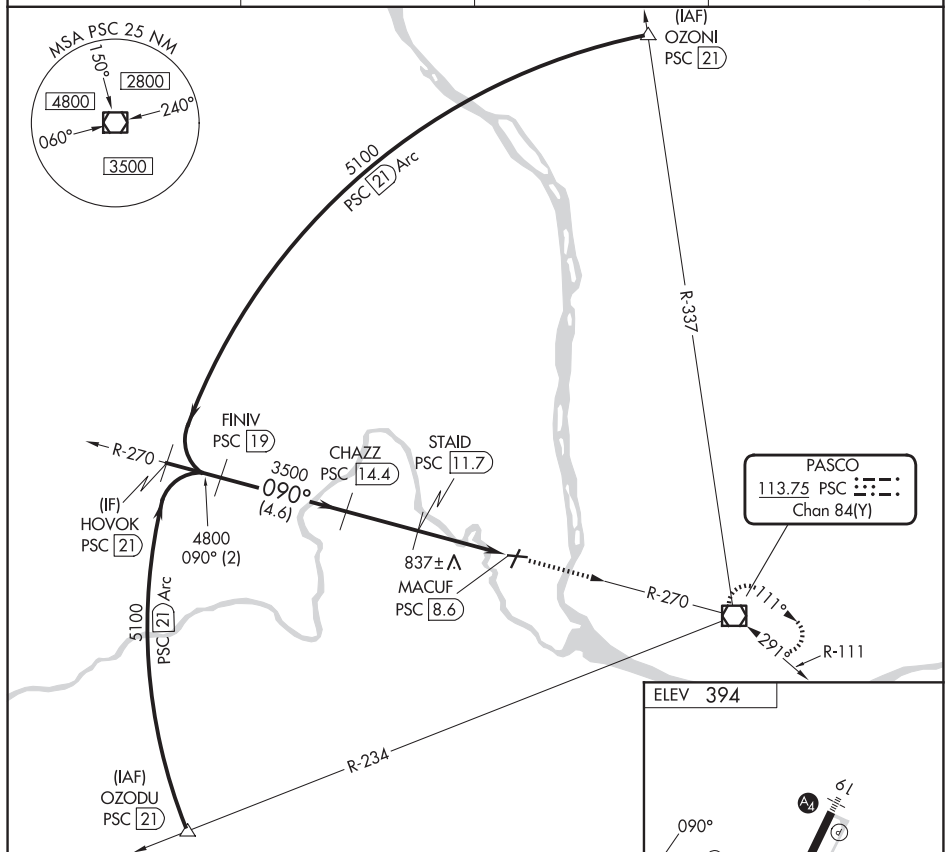 MSA PSC 25 NM
150°
2800
4800
240°
060°
3500
(IAF)
OZONI
PSC 21
5100
PSC 21 Arc
R-337
FINIV
PSC 19
R-270
3500
090°
(4.6)
CHAZZ
PSC 14.4
STAID
PSC 11.7
(IF)
HOVOK
PSC 21
4800
090° (2)
837±
MACUF
PSC 8.6
PASCO
113.75 PSC
Chan 84(Y)
R-270
111°
291°
R-111
5100
PSC 21 Arc
R-234
(IAF)
OZODU
PSC 21
ELEV 394
19
A4
P
090°